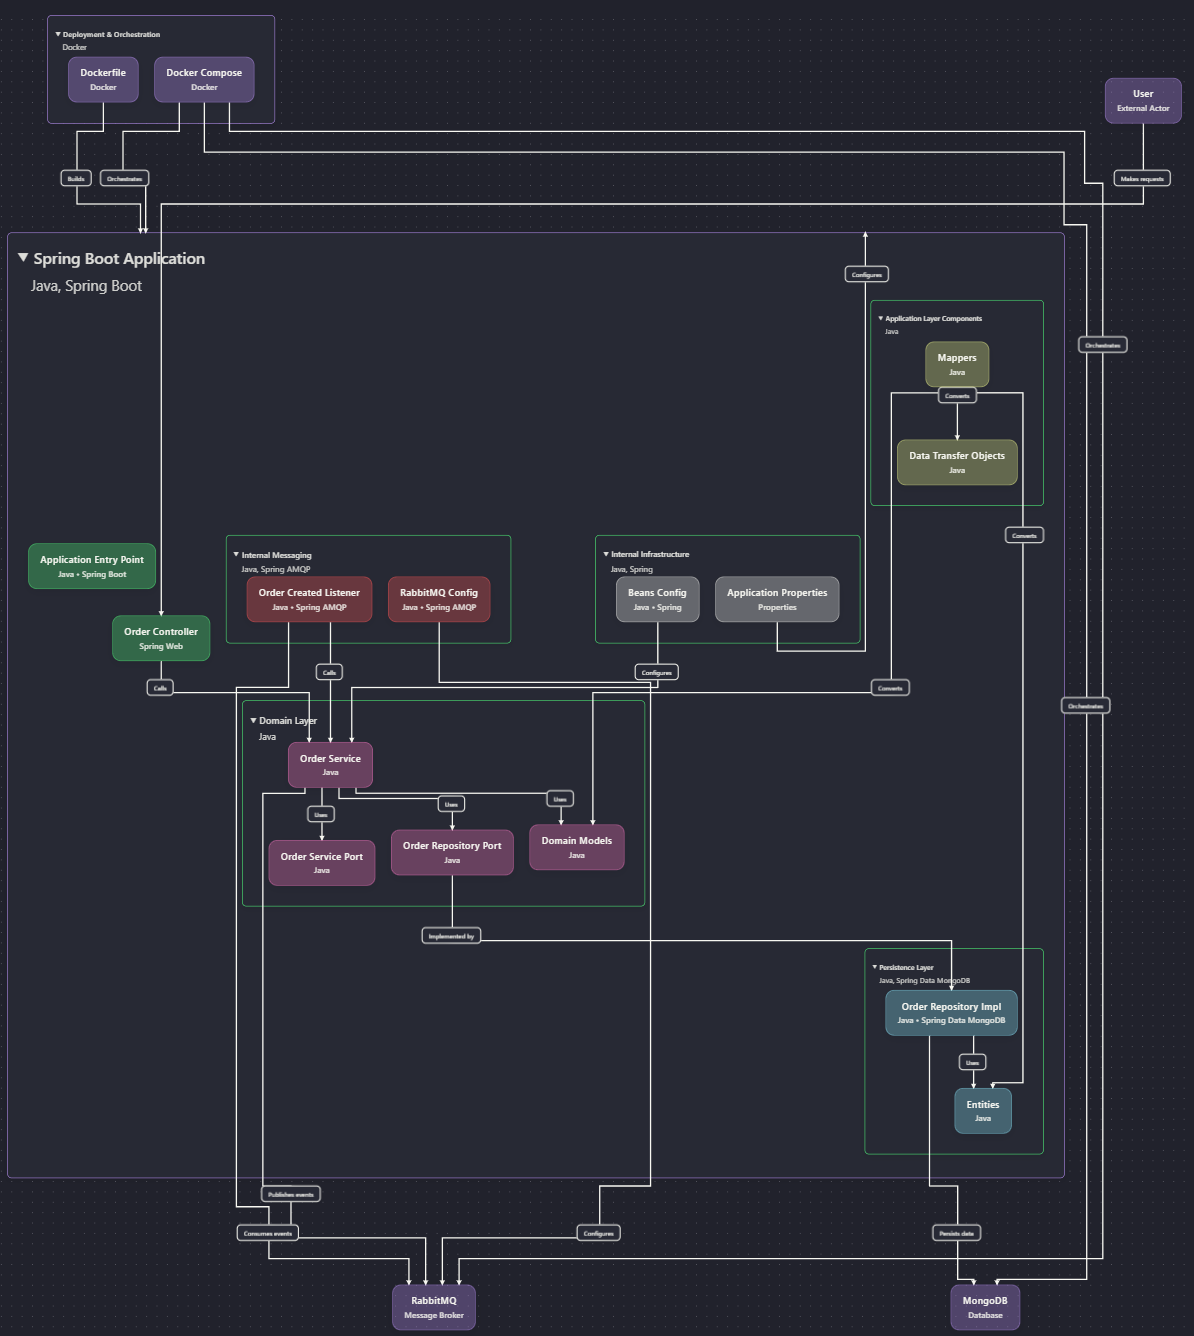 Deployment & Orchestration
Docker
Dockerfile
Docker
Docker Compose
Docker
User
External Actor
Builds
Orchestrates
Makes requests
Spring Boot Application
Java, Spring Boot
Configures
Application Layer Components
Java
Mappers
Java
Orchestrates
Converts
Data Transfer Objects
Java
Converts
Application Entry Point
Java • Spring Boot
Internal Messaging
Java, Spring AMQP
Order Created Listener
Java • Spring AMQP
RabbitMQ Config
Java • Spring AMQP
Internal Infrastructure
Java, Spring
Beans Config
Java • Spring
Application Properties
Properties
Order Controller
Spring Web
Calls
Calls
Configures
Converts
Orchestrates
Domain Layer
Java
Order Service
Java
Uses
Uses
Uses
Order Service Port
Java
Order Repository Port
Java
Domain Models
Java
Implemented by
Persistence Layer
Java, Spring Data MongoDB
Order Repository Impl
Java • Spring Data MongoDB
Uses
Entities
Java
Publishes events
Consumes events
Configures
Persists data
RabbitMQ
Message Broker
MongoDB
Database